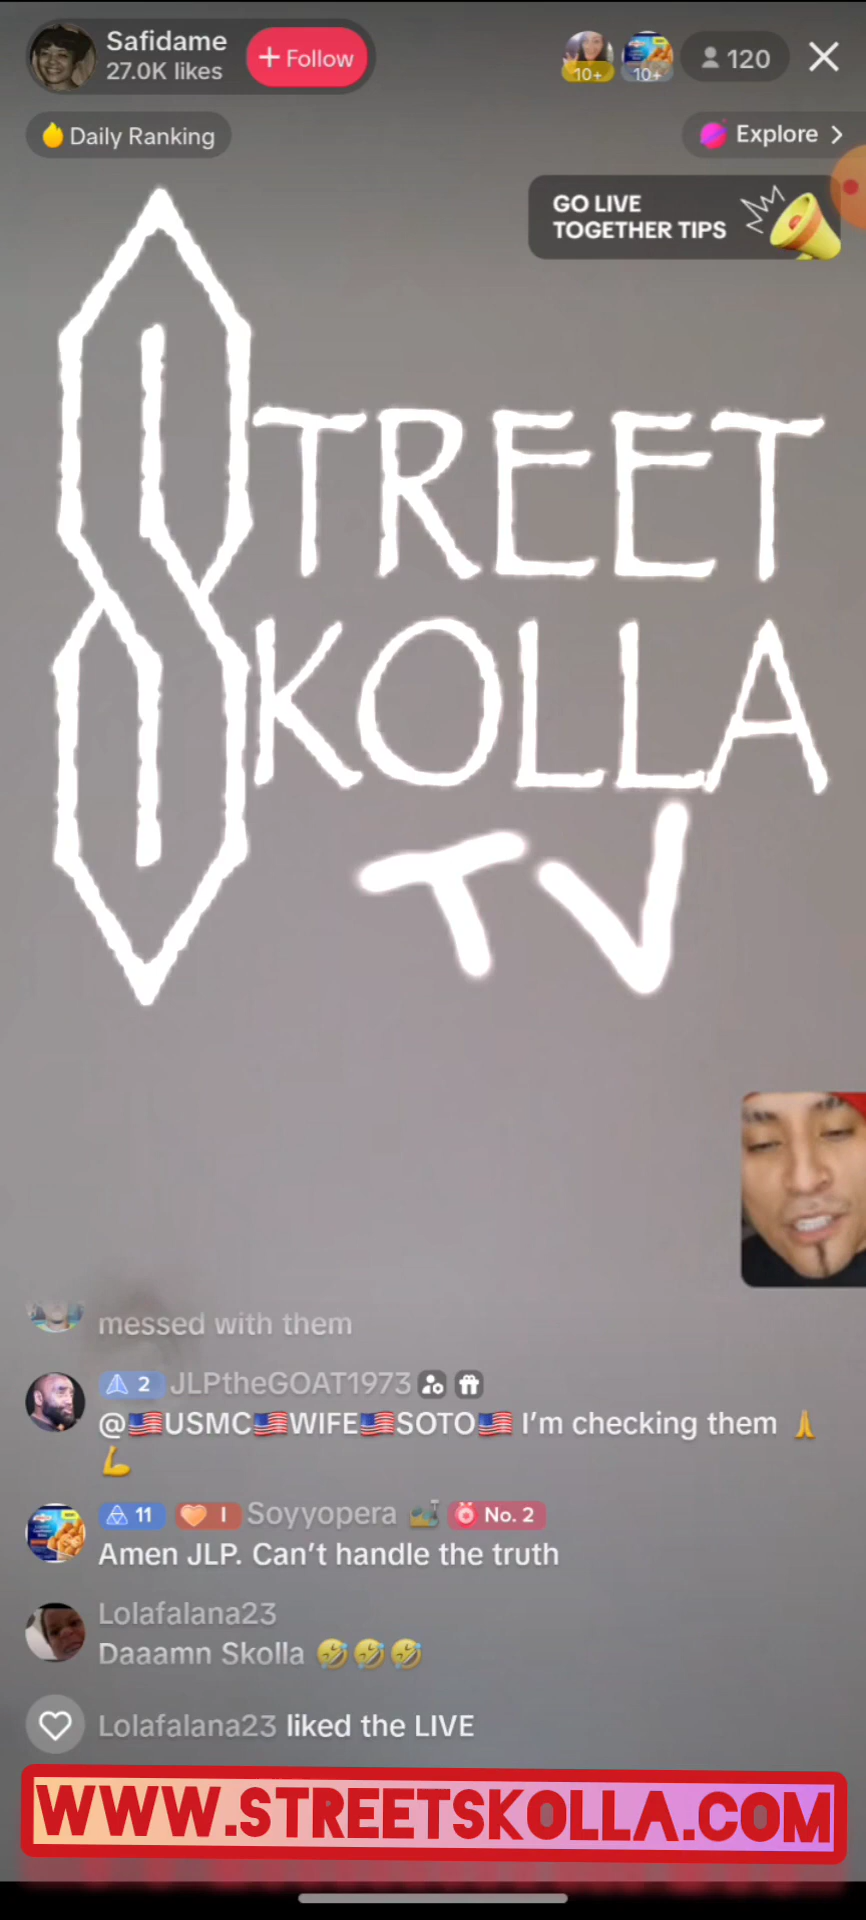 Safidame
27.0K likes
+ Follow
10+
10+
120
Daily Ranking
Explore >
GO LIVE
TOGETHER TIPS
STREET
SKOLLA
TV
messed with them
2 JLPtheGOAT1973
@🇺🇸USMC🇺🇸WIFE🇺🇸SOTO🇺🇸 I'm checking them 🙏
💪
11 I Soyyopera 🏜️ No. 2
Amen JLP. Can't handle the truth
Lolafalana23
Daaamn Skolla 🤣🤣🤣
Lolafalana23 liked the LIVE
WWW.STREETSKOLLA.COM